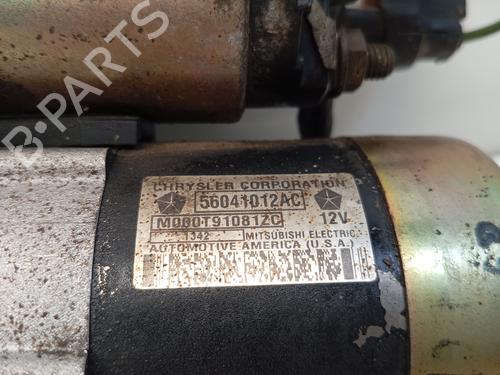 B-PARTS
CHRYSLER CORPORATION
56041012AC
M000T91081ZC 12V
1342 MITSUBISHI ELECTRIC
AUTOMOTIVE AMERICA (U.S.A.)